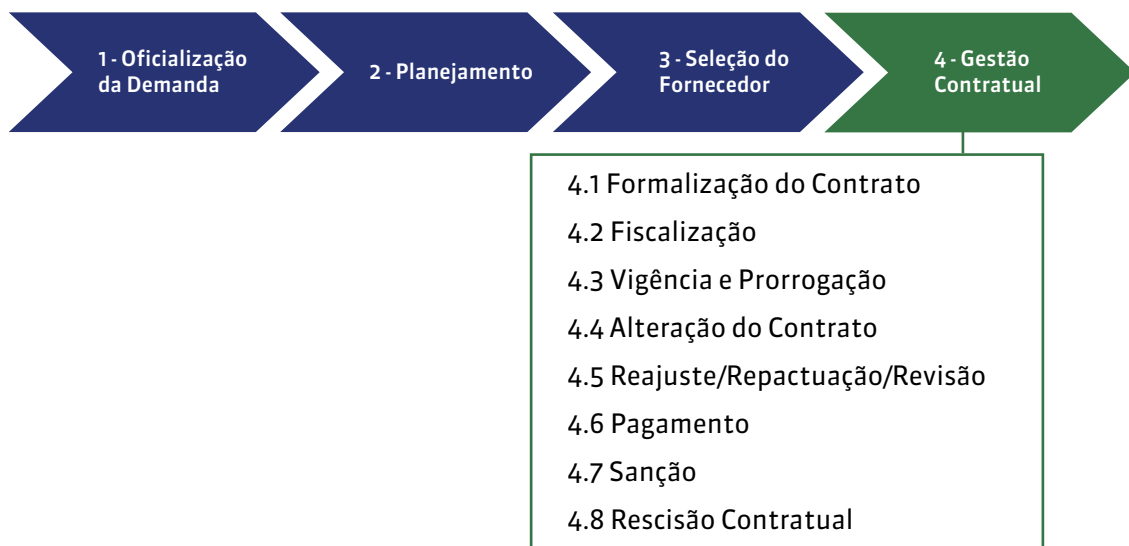 1 - Oficialização
da Demanda
2 - Planejamento
3 - Seleção do
Fornecedor
4 - Gestão
Contratual
4.1 Formalização do Contrato
4.2 Fiscalização
4.3 Vigência e Prorrogação
4.4 Alteração do Contrato
4.5 Reajuste/Repactuação/Revisão
4.6 Pagamento
4.7 Sanção
4.8 Rescisão Contratual